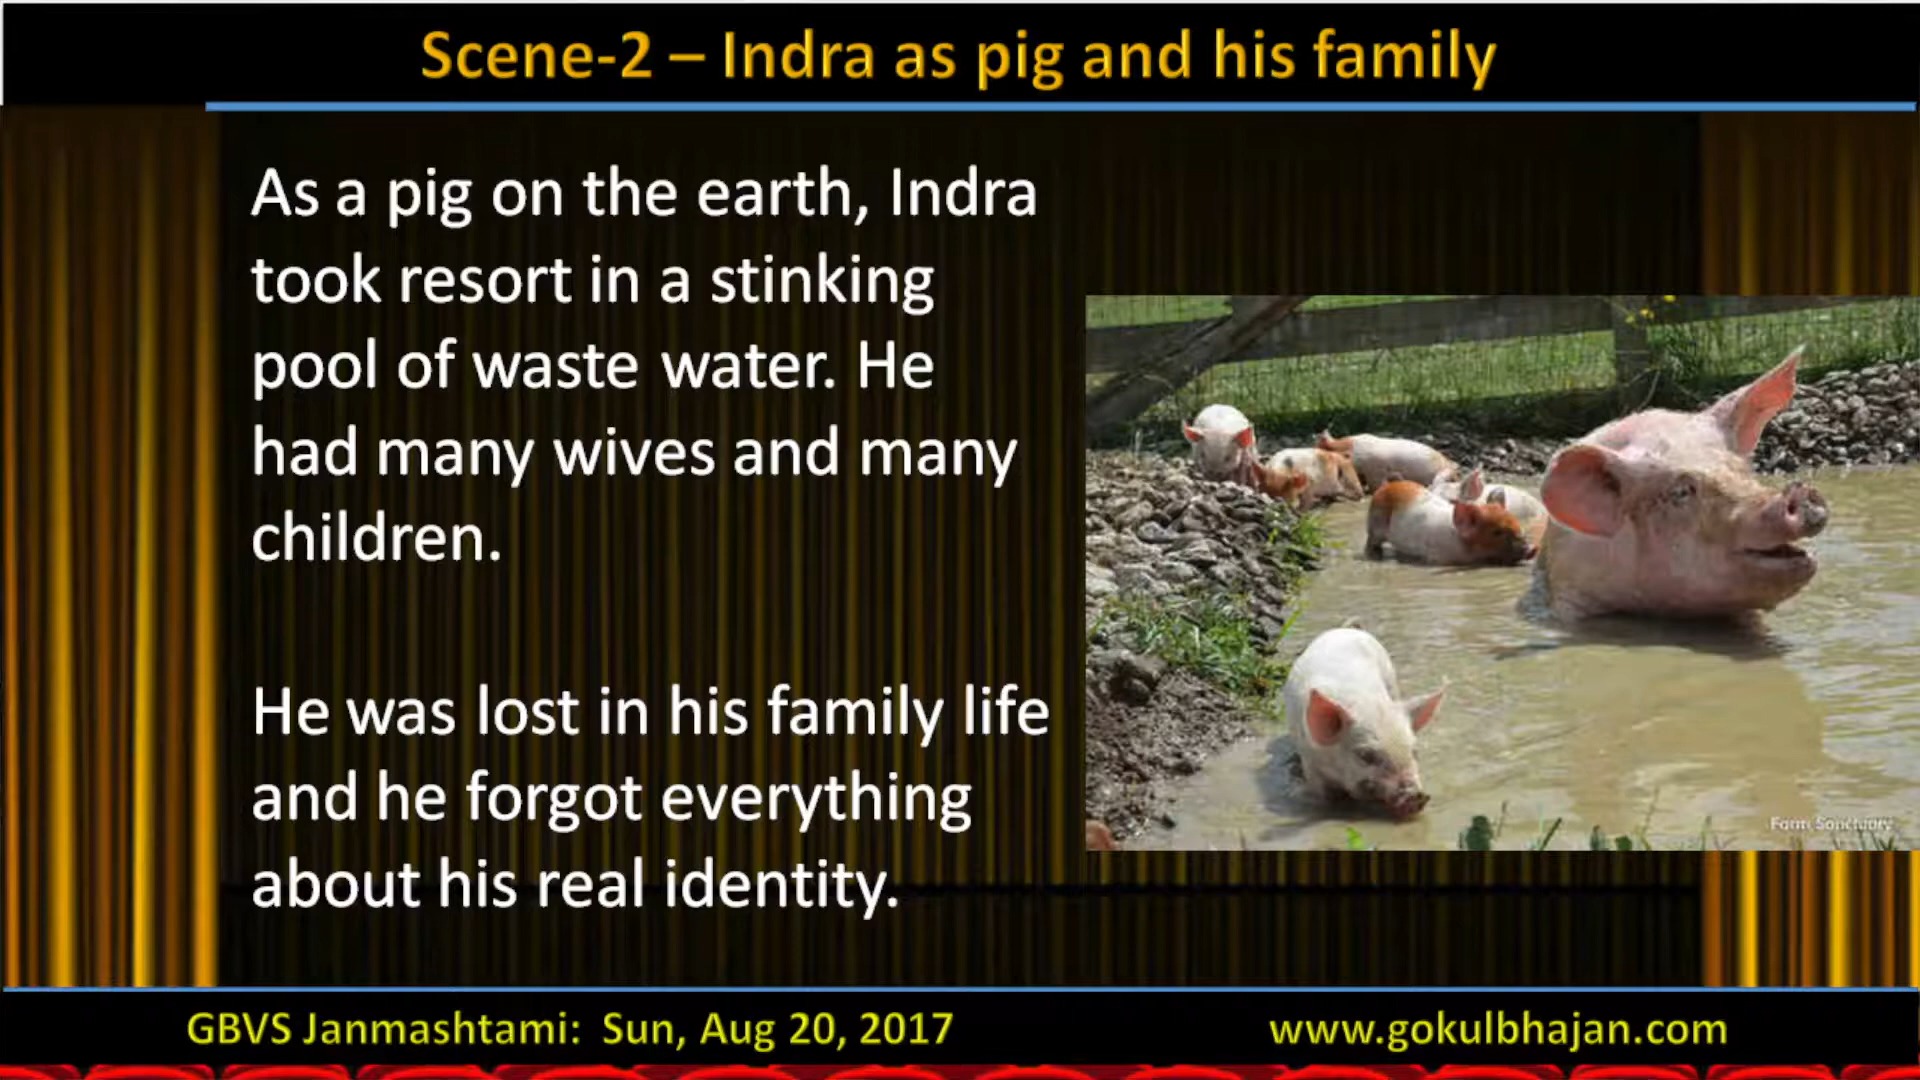 Scene-2 – Indra as pig and his family
As a pig on the earth, Indra
took resort in a stinking
pool of waste water. He
had many wives and many
children.
He was lost in his family life
and he forgot everything
about his real identity.
Farm Sanctuary
GBVS Janmashtami: Sun, Aug 20, 2017
www.gokulbhajan.com